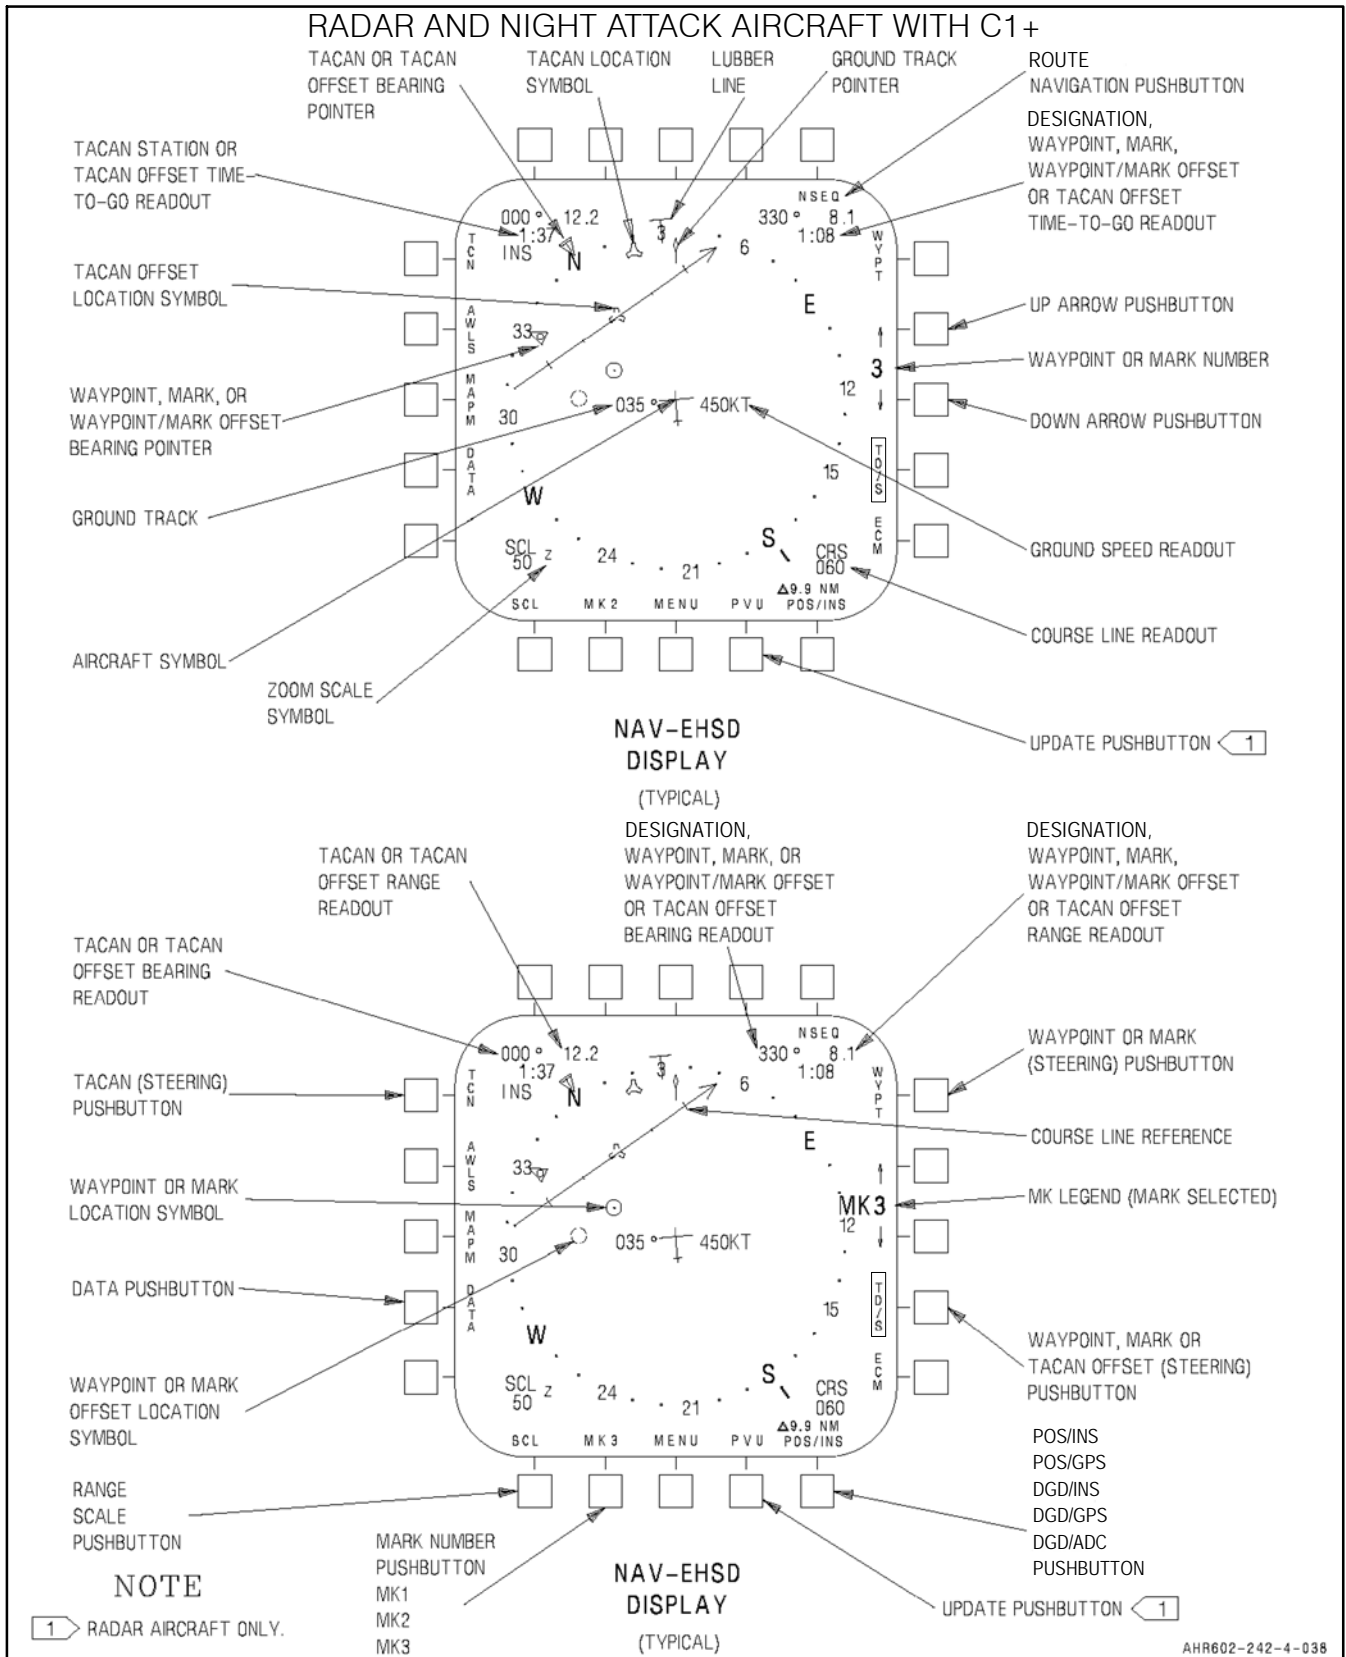 RADAR AND NIGHT ATTACK AIRCRAFT WITH C1+
TACAN OR TACAN
OFFSET BEARING
POINTER
TACAN LOCATION
SYMBOL
LUBBER
LINE
GROUND TRACK
POINTER
ROUTE
NAVIGATION PUSHBUTTON
DESIGNATION,
WAYPOINT, MARK,
WAYPOINT/MARK OFFSET
OR TACAN OFFSET
TIME-TO-GO READOUT
TACAN STATION OR
TACAN OFFSET TIME
TO-GO READOUT
TACAN OFFSET
LOCATION SYMBOL
WAYPOINT, MARK, OR
WAYPOINT/MARK OFFSET
BEARING POINTER
GROUND TRACK
AIRCRAFT SYMBOL
ZOOM SCALE
SYMBOL
NSEQ
000° 12.2
1:37
INS
330° 8.1
1:08
TCN
AWLS
MAPM
DATA
WYPT
3
TD/S
ECM
N
3
6
E
12
15
S
21
24
W
30
33
035°
450KT
SCL
50 Z
CRS
060
Δ9.9 NM
SCL
MK2
MENU
PVU
POS/INS
UP ARROW PUSHBUTTON
WAYPOINT OR MARK NUMBER
DOWN ARROW PUSHBUTTON
GROUND SPEED READOUT
COURSE LINE READOUT
UPDATE PUSHBUTTON 1
NAV-EHSD
DISPLAY
(TYPICAL)
TACAN OR TACAN
OFFSET RANGE
READOUT
DESIGNATION,
WAYPOINT, MARK, OR
WAYPOINT/MARK OFFSET
OR TACAN OFFSET
BEARING READOUT
DESIGNATION,
WAYPOINT, MARK,
WAYPOINT/MARK OFFSET
OR TACAN OFFSET
RANGE READOUT
TACAN OR TACAN
OFFSET BEARING
READOUT
TACAN (STEERING)
PUSHBUTTON
WAYPOINT OR MARK
LOCATION SYMBOL
DATA PUSHBUTTON
WAYPOINT OR MARK
OFFSET LOCATION
SYMBOL
RANGE
SCALE
PUSHBUTTON
NSEQ
000° 12.2
1:37
INS
330° 8.1
1:08
TCN
AWLS
MAPM
DATA
WYPT
MK3
TD/S
ECM
N
3
6
E
12
15
S
21
24
W
30
33
035°
450KT
SCL
50 Z
CRS
060
Δ9.9 NM
SCL
MK3
MENU
PVU
POS/INS
WAYPOINT OR MARK
(STEERING) PUSHBUTTON
COURSE LINE REFERENCE
MK LEGEND (MARK SELECTED)
WAYPOINT, MARK OR
TACAN OFFSET (STEERING)
PUSHBUTTON
POS/INS
POS/GPS
DGD/INS
DGD/GPS
DGD/ADC
PUSHBUTTON
MARK NUMBER
PUSHBUTTON
MK1
MK2
MK3
NAV-EHSD
DISPLAY
(TYPICAL)
UPDATE PUSHBUTTON 1
NOTE
1 RADAR AIRCRAFT ONLY.
AHR602-242-4-038